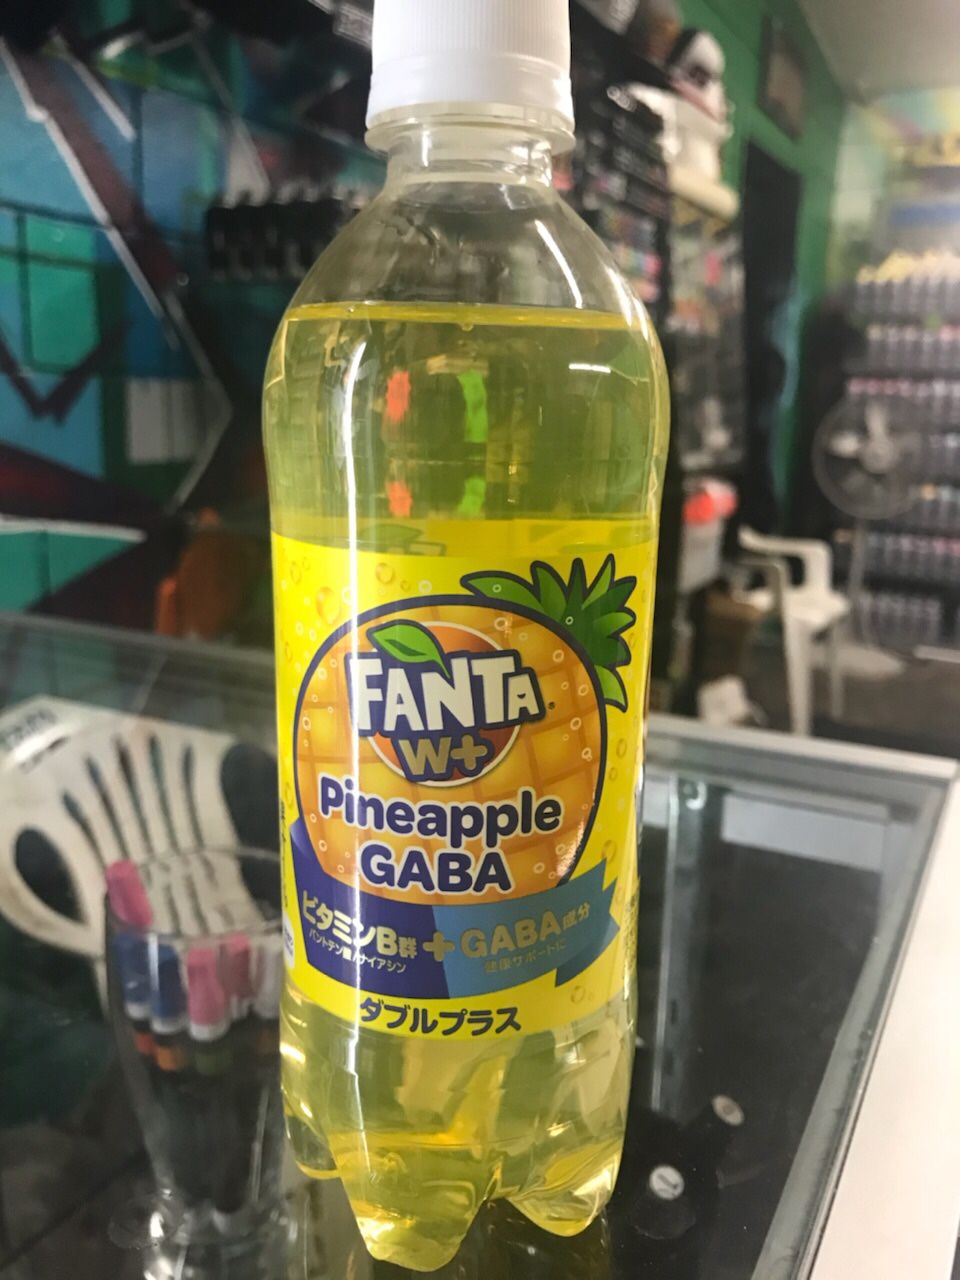 FANTA
W+
Pineapple
GABA
ビタミンB群
パントテン酸/ナイアシン
+
GABA成分
健康サポートに
ダブルプラス